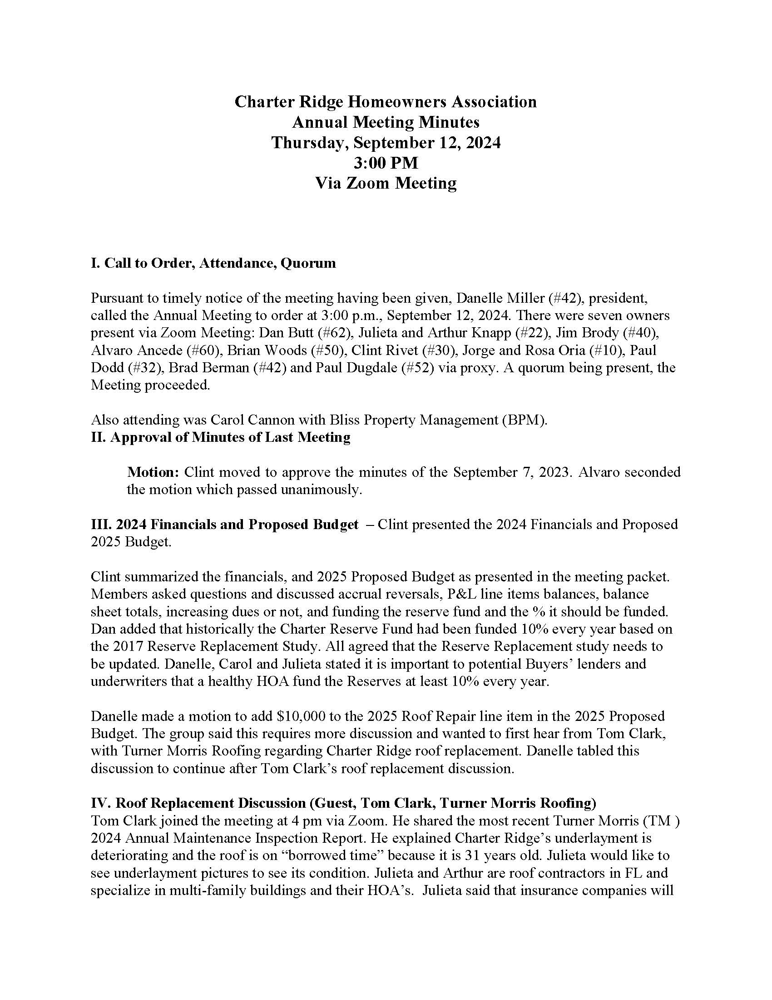 Charter Ridge Homeowners Association
Annual Meeting Minutes
Thursday, September 12, 2024
3:00 PM
Via Zoom Meeting
I. Call to Order, Attendance, Quorum
Pursuant to timely notice of the meeting having been given, Danelle Miller (#42), president,
called the Annual Meeting to order at 3:00 p.m., September 12, 2024. There were seven owners
present via Zoom Meeting: Dan Butt (#62), Julieta and Arthur Knapp (#22), Jim Brody (#40),
Alvaro Ancede (#60), Brian Woods (#50), Clint Rivet (#30), Jorge and Rosa Oria (#10), Paul
Dodd (#32), Brad Berman (#42) and Paul Dugdale (#52) via proxy. A quorum being present, the
Meeting proceeded.
Also attending was Carol Cannon with Bliss Property Management (BPM).
II. Approval of Minutes of Last Meeting
Motion: Clint moved to approve the minutes of the September 7, 2023. Alvaro seconded
the motion which passed unanimously.
III. 2024 Financials and Proposed Budget – Clint presented the 2024 Financials and Proposed
2025 Budget.
Clint summarized the financials, and 2025 Proposed Budget as presented in the meeting packet.
Members asked questions and discussed accrual reversals, P&L line items balances, balance
sheet totals, increasing dues or not, and funding the reserve fund and the % it should be funded.
Dan added that historically the Charter Reserve Fund had been funded 10% every year based on
the 2017 Reserve Replacement Study. All agreed that the Reserve Replacement study needs to
be updated. Danelle, Carol and Julieta stated it is important to potential Buyers’ lenders and
underwriters that a healthy HOA fund the Reserves at least 10% every year.
Danelle made a motion to add $10,000 to the 2025 Roof Repair line item in the 2025 Proposed
Budget. The group said this requires more discussion and wanted to first hear from Tom Clark,
with Turner Morris Roofing regarding Charter Ridge roof replacement. Danelle tabled this
discussion to continue after Tom Clark’s roof replacement discussion.
IV. Roof Replacement Discussion (Guest, Tom Clark, Turner Morris Roofing)
Tom Clark joined the meeting at 4 pm via Zoom. He shared the most recent Turner Morris (TM )
2024 Annual Maintenance Inspection Report. He explained Charter Ridge’s underlayment is
deteriorating and the roof is on “borrowed time” because it is 31 years old. Julieta would like to
see underlayment pictures to see its condition. Julieta and Arthur are roof contractors in FL and
specialize in multi-family buildings and their HOA’s.  Julieta said that insurance companies will